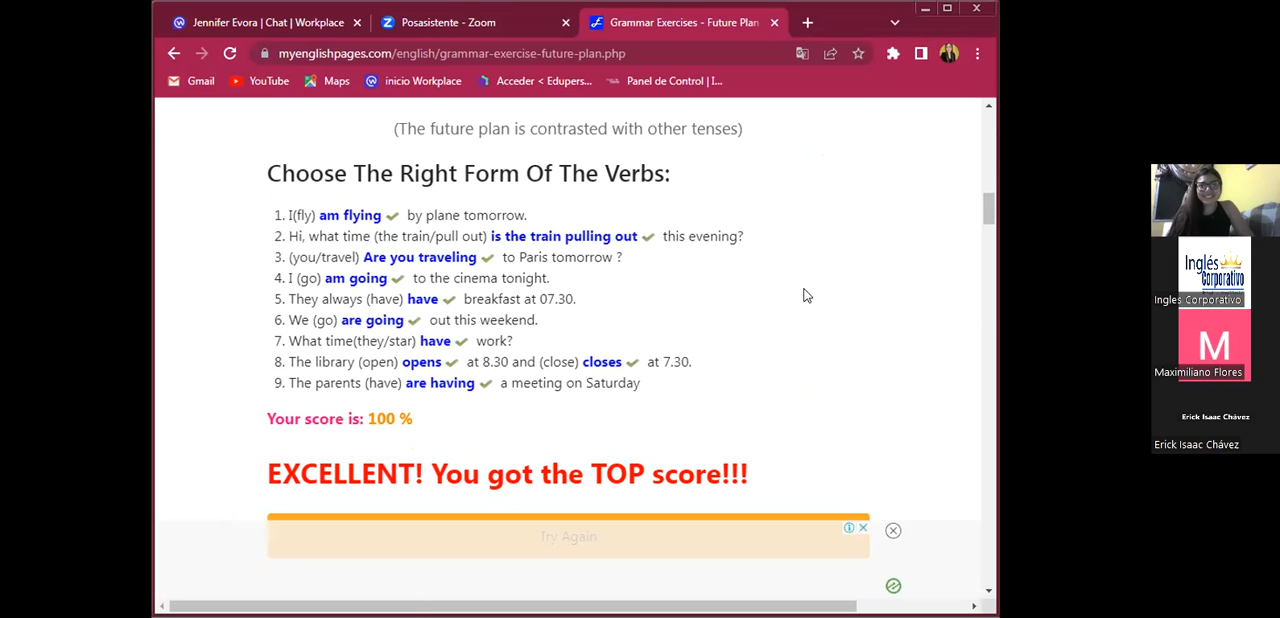 Jennifer Evora | Chat | Workplace
Posasistente - Zoom
Grammar Exercises - Future Plan
myenglishpages.com/english/grammar-exercise-future-plan.php
Gmail
YouTube
Maps
inicio Workplace
Acceder < Edupers...
Panel de Control | I...
(The future plan is contrasted with other tenses)
Choose The Right Form Of The Verbs:
1. I(fly) am flying by plane tomorrow.
2. Hi, what time (the train/pull out) is the train pulling out this evening?
3. (you/travel) Are you traveling to Paris tomorrow ?
4. I (go) am going to the cinema tonight.
5. They always (have) have breakfast at 07.30.
6. We (go) are going out this weekend.
7. What time(they/star) have work?
8. The library (open) opens at 8.30 and (close) closes at 7.30.
9. The parents (have) are having a meeting on Saturday
Your score is: 100 %
EXCELLENT! You got the TOP score!!!
Try Again
Inglés
Corporativo
Ingles Corporativo
M
Maximiliano Flores
Erick Isaac Chávez
Erick Isaac Chávez